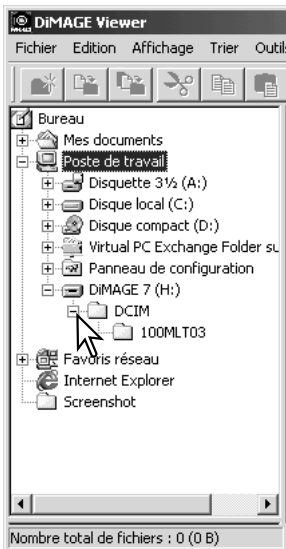 DiMAGE Viewer
Fichier Edition Affichage Trier Outil
Bureau
Mes documents
Poste de travail
Disquette 3½ (A:)
Disque local (C:)
Disque compact (D:)
Virtual PC Exchange Folder su
Panneau de configuration
DiMAGE 7 (H:)
DCIM
100MLT03
Favoris réseau
Internet Explorer
Screenshot
Nombre total de fichiers : 0 (0 B)